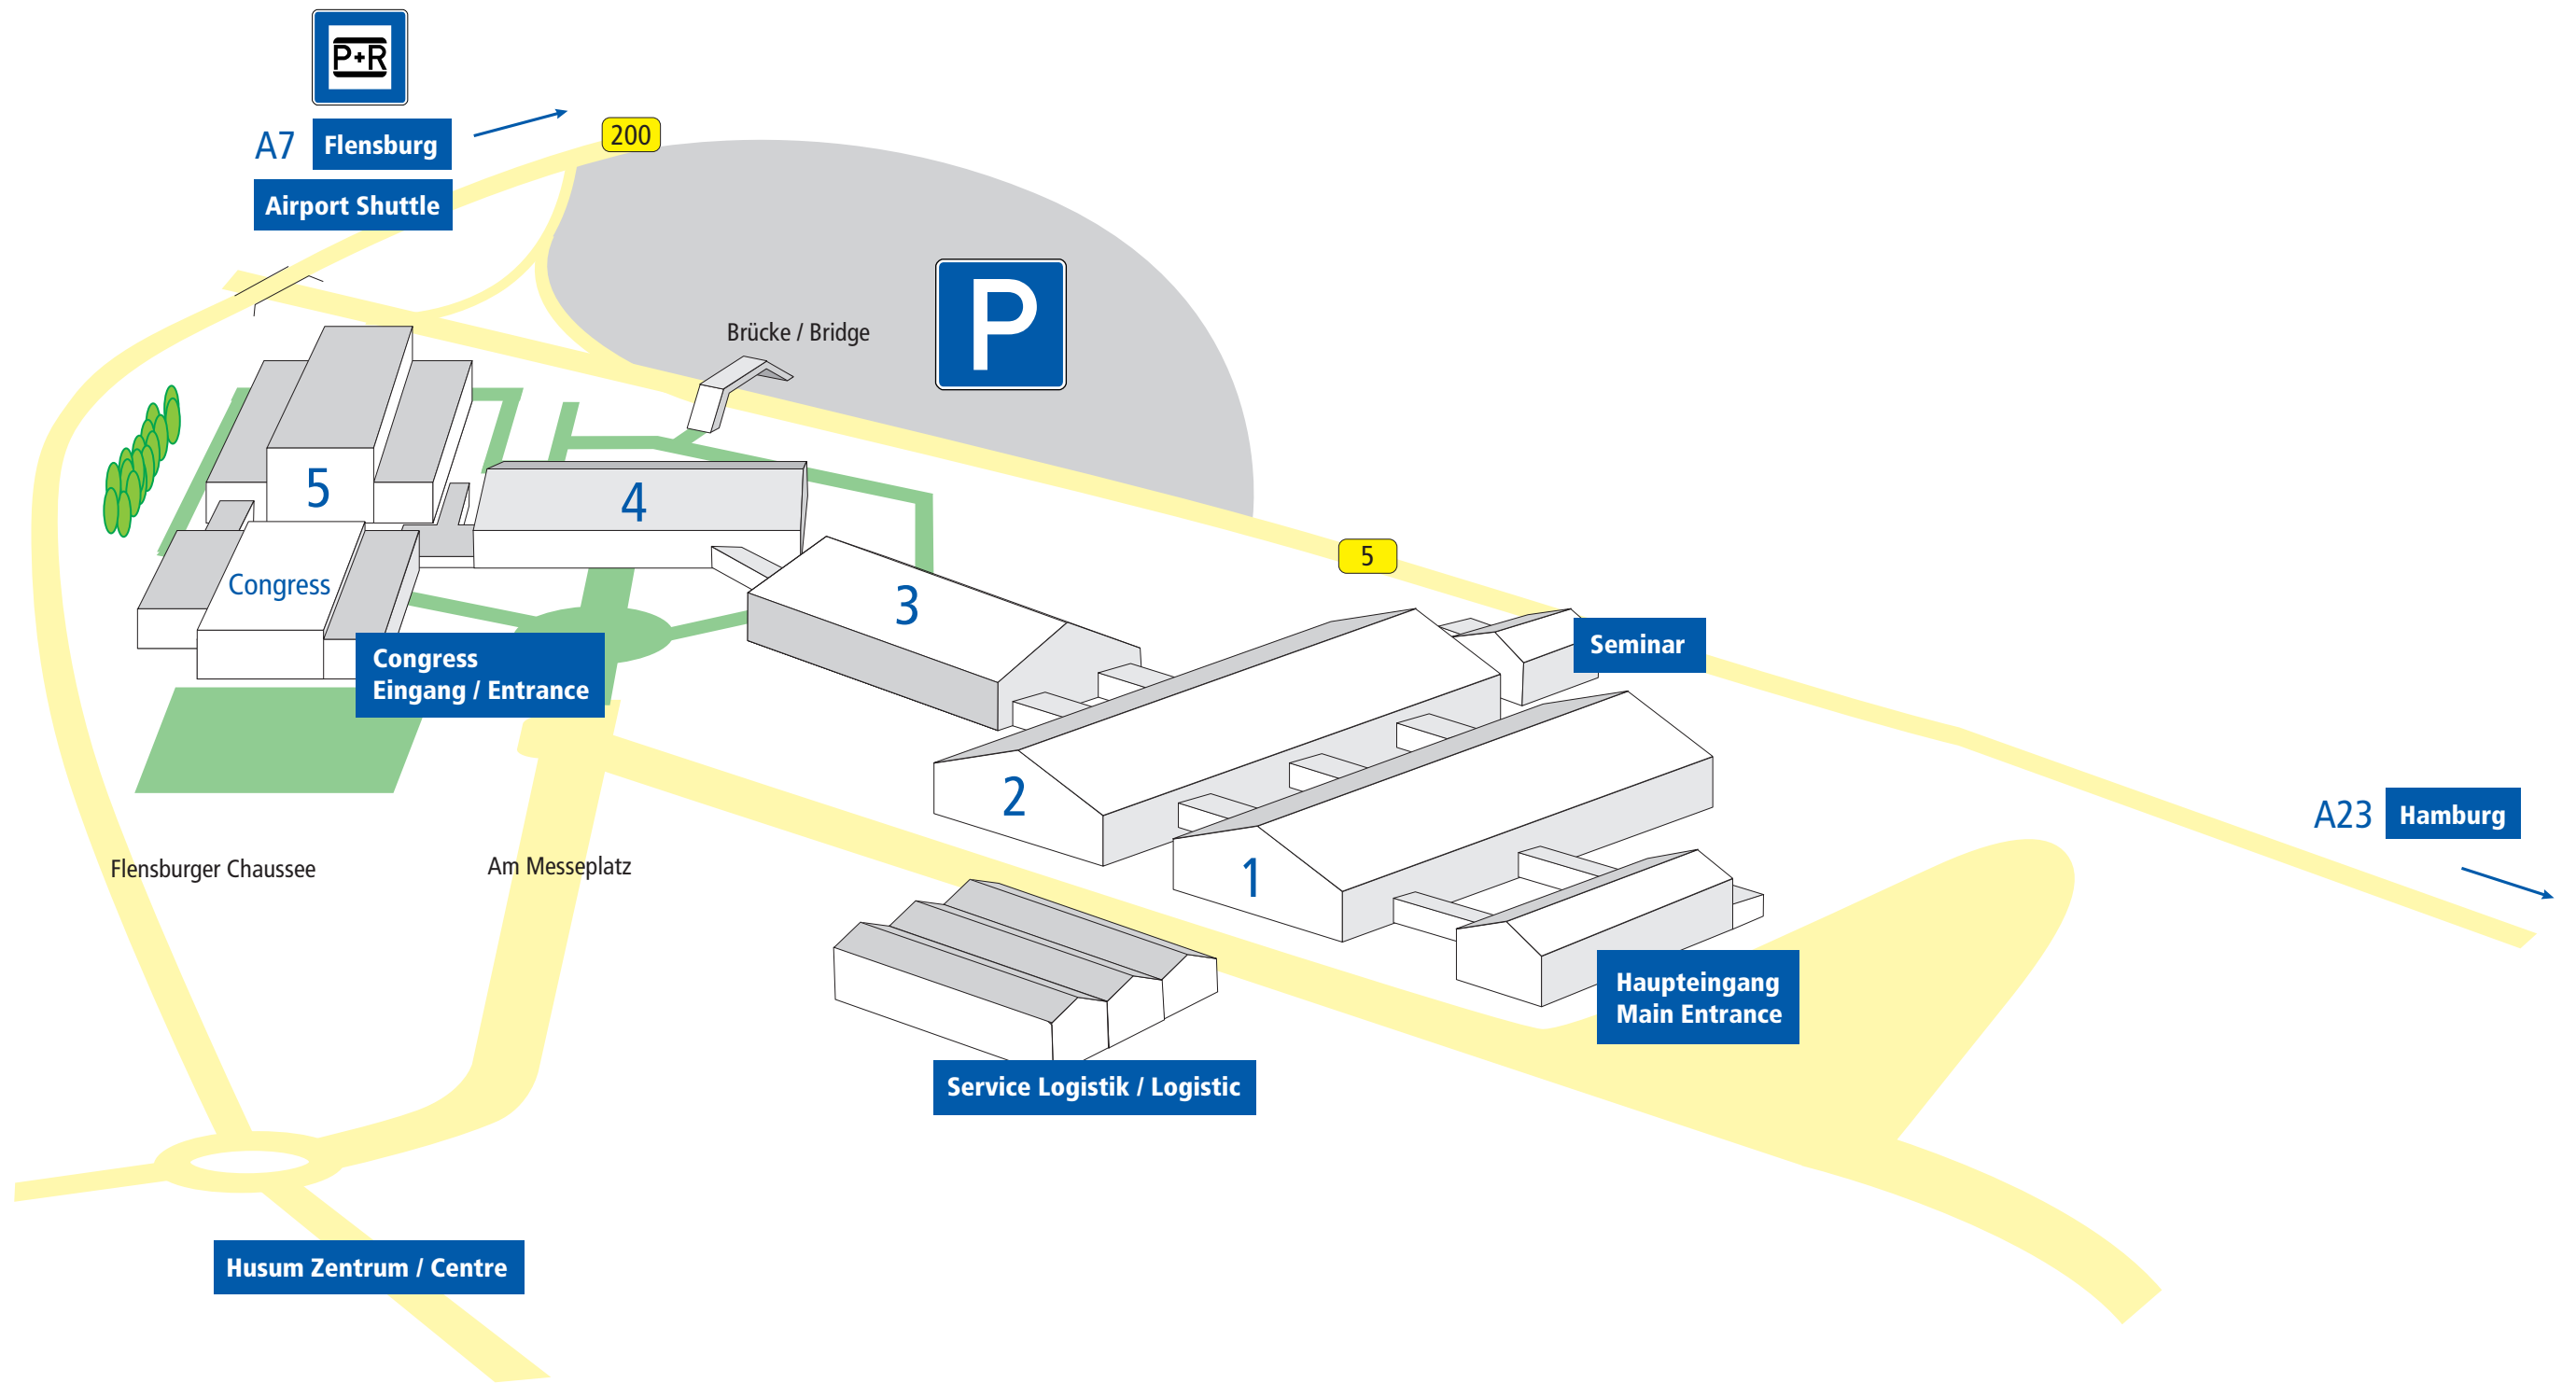 P+R
A7 Flensburg
200
Airport Shuttle
Brücke / Bridge
P
5
4
5
Congress
3
Seminar
Congress
Eingang / Entrance
2
A23 Hamburg
Flensburger Chaussee
Am Messeplatz
1
Haupteingang
Main Entrance
Service Logistik / Logistic
Husum Zentrum / Centre